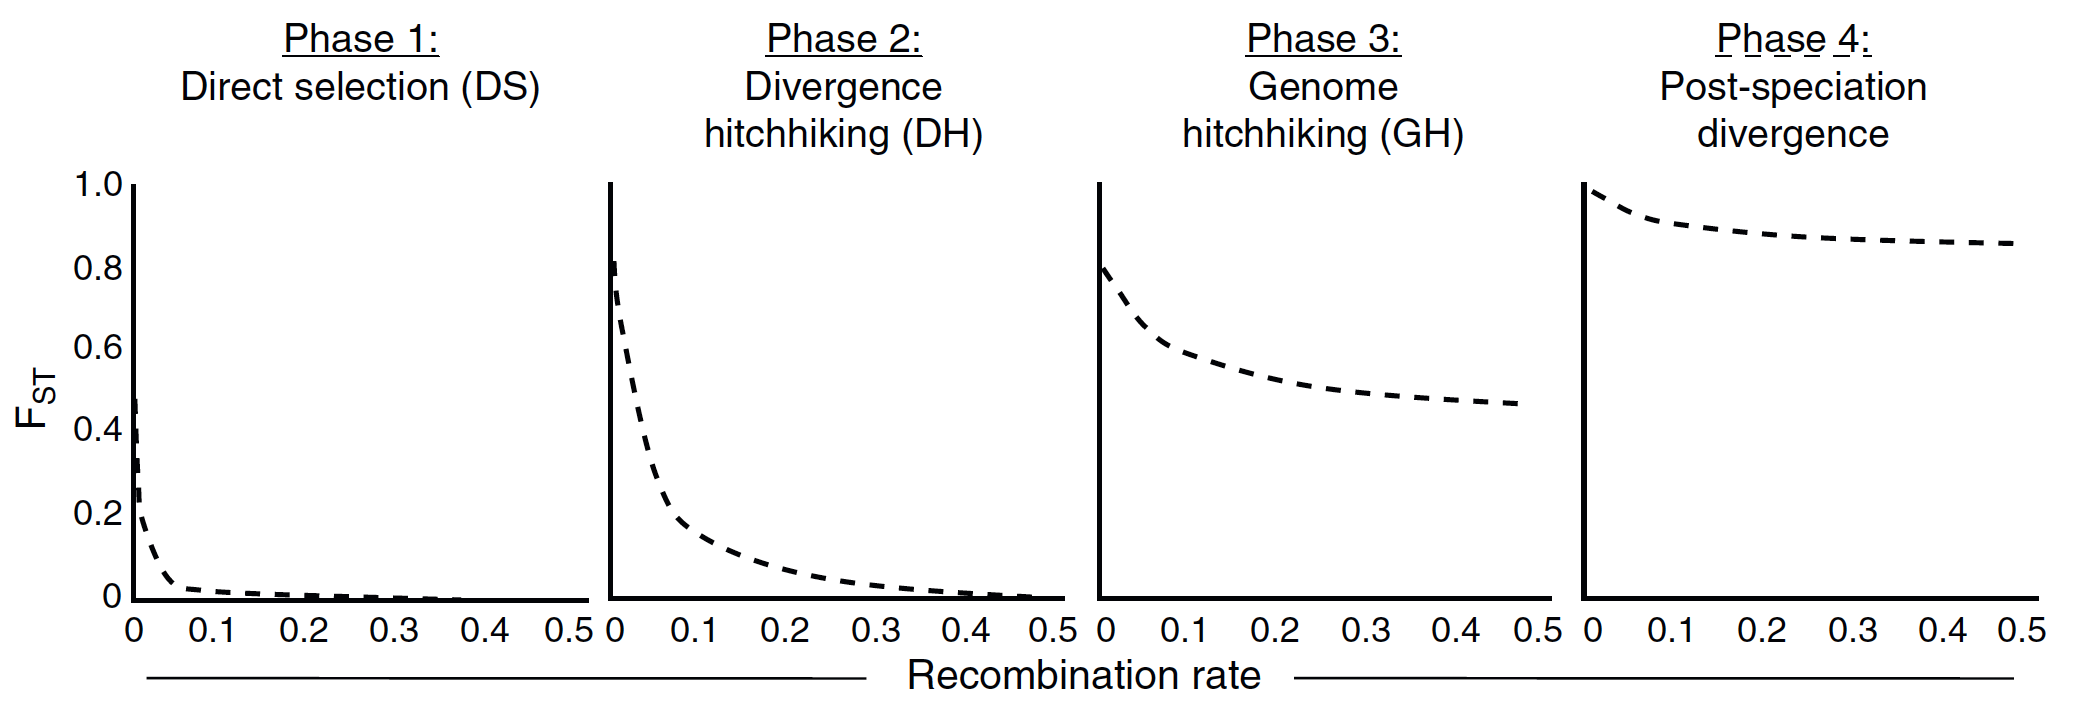 Phase 1:
Direct selection (DS)
Phase 2:
Divergence
hitchhiking (DH)
Phase 3:
Genome
hitchhiking (GH)
Phase 4:
Post-speciation
divergence
1.0
0.8
0.6
0.4
0.2
0
FST
0 0.1 0.2 0.3 0.4 0.5
0 0.1 0.2 0.3 0.4 0.5
0 0.1 0.2 0.3 0.4 0.5
0 0.1 0.2 0.3 0.4 0.5
Recombination rate